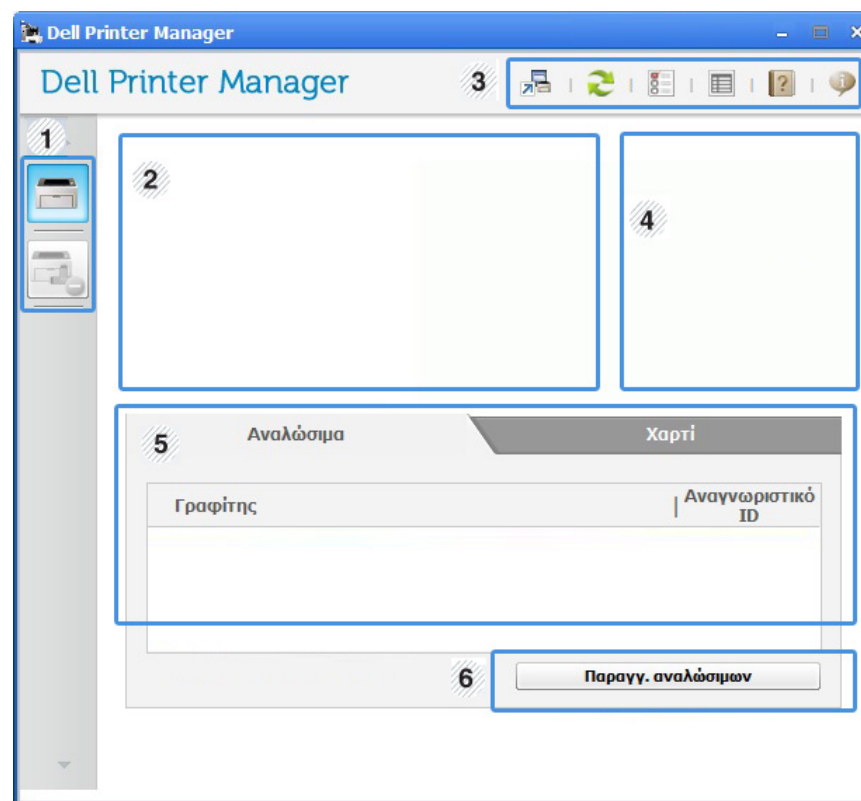 Dell Printer Manager
Dell Printer Manager
3
1
2
4
5
Αναλώσιμα
Χαρτί
Γραφίτης
Αναγνωριστικό
ID
6
Παραγγ. αναλώσιμων